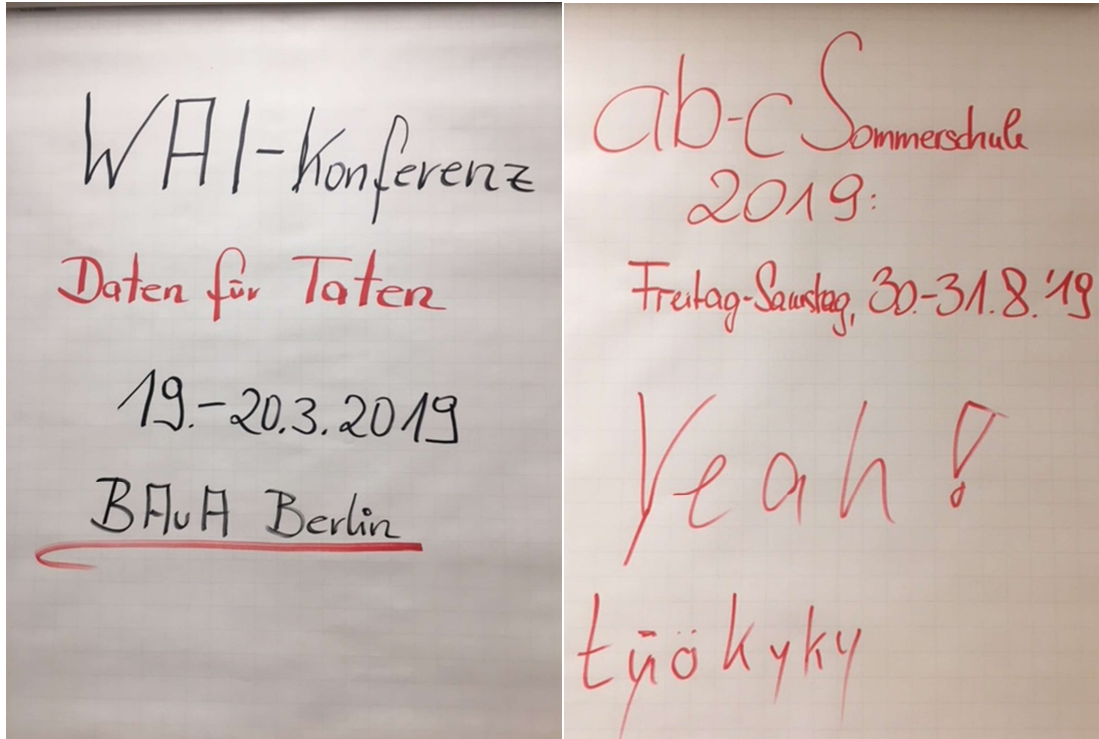 WAI-Konferenz
Daten für Taten
19.-20.3.2019
BAuA Berlin
ab-c Sommerschule
2019:
Freitag-Samstag, 30.-31.8.'19
Yeah!
työkyky